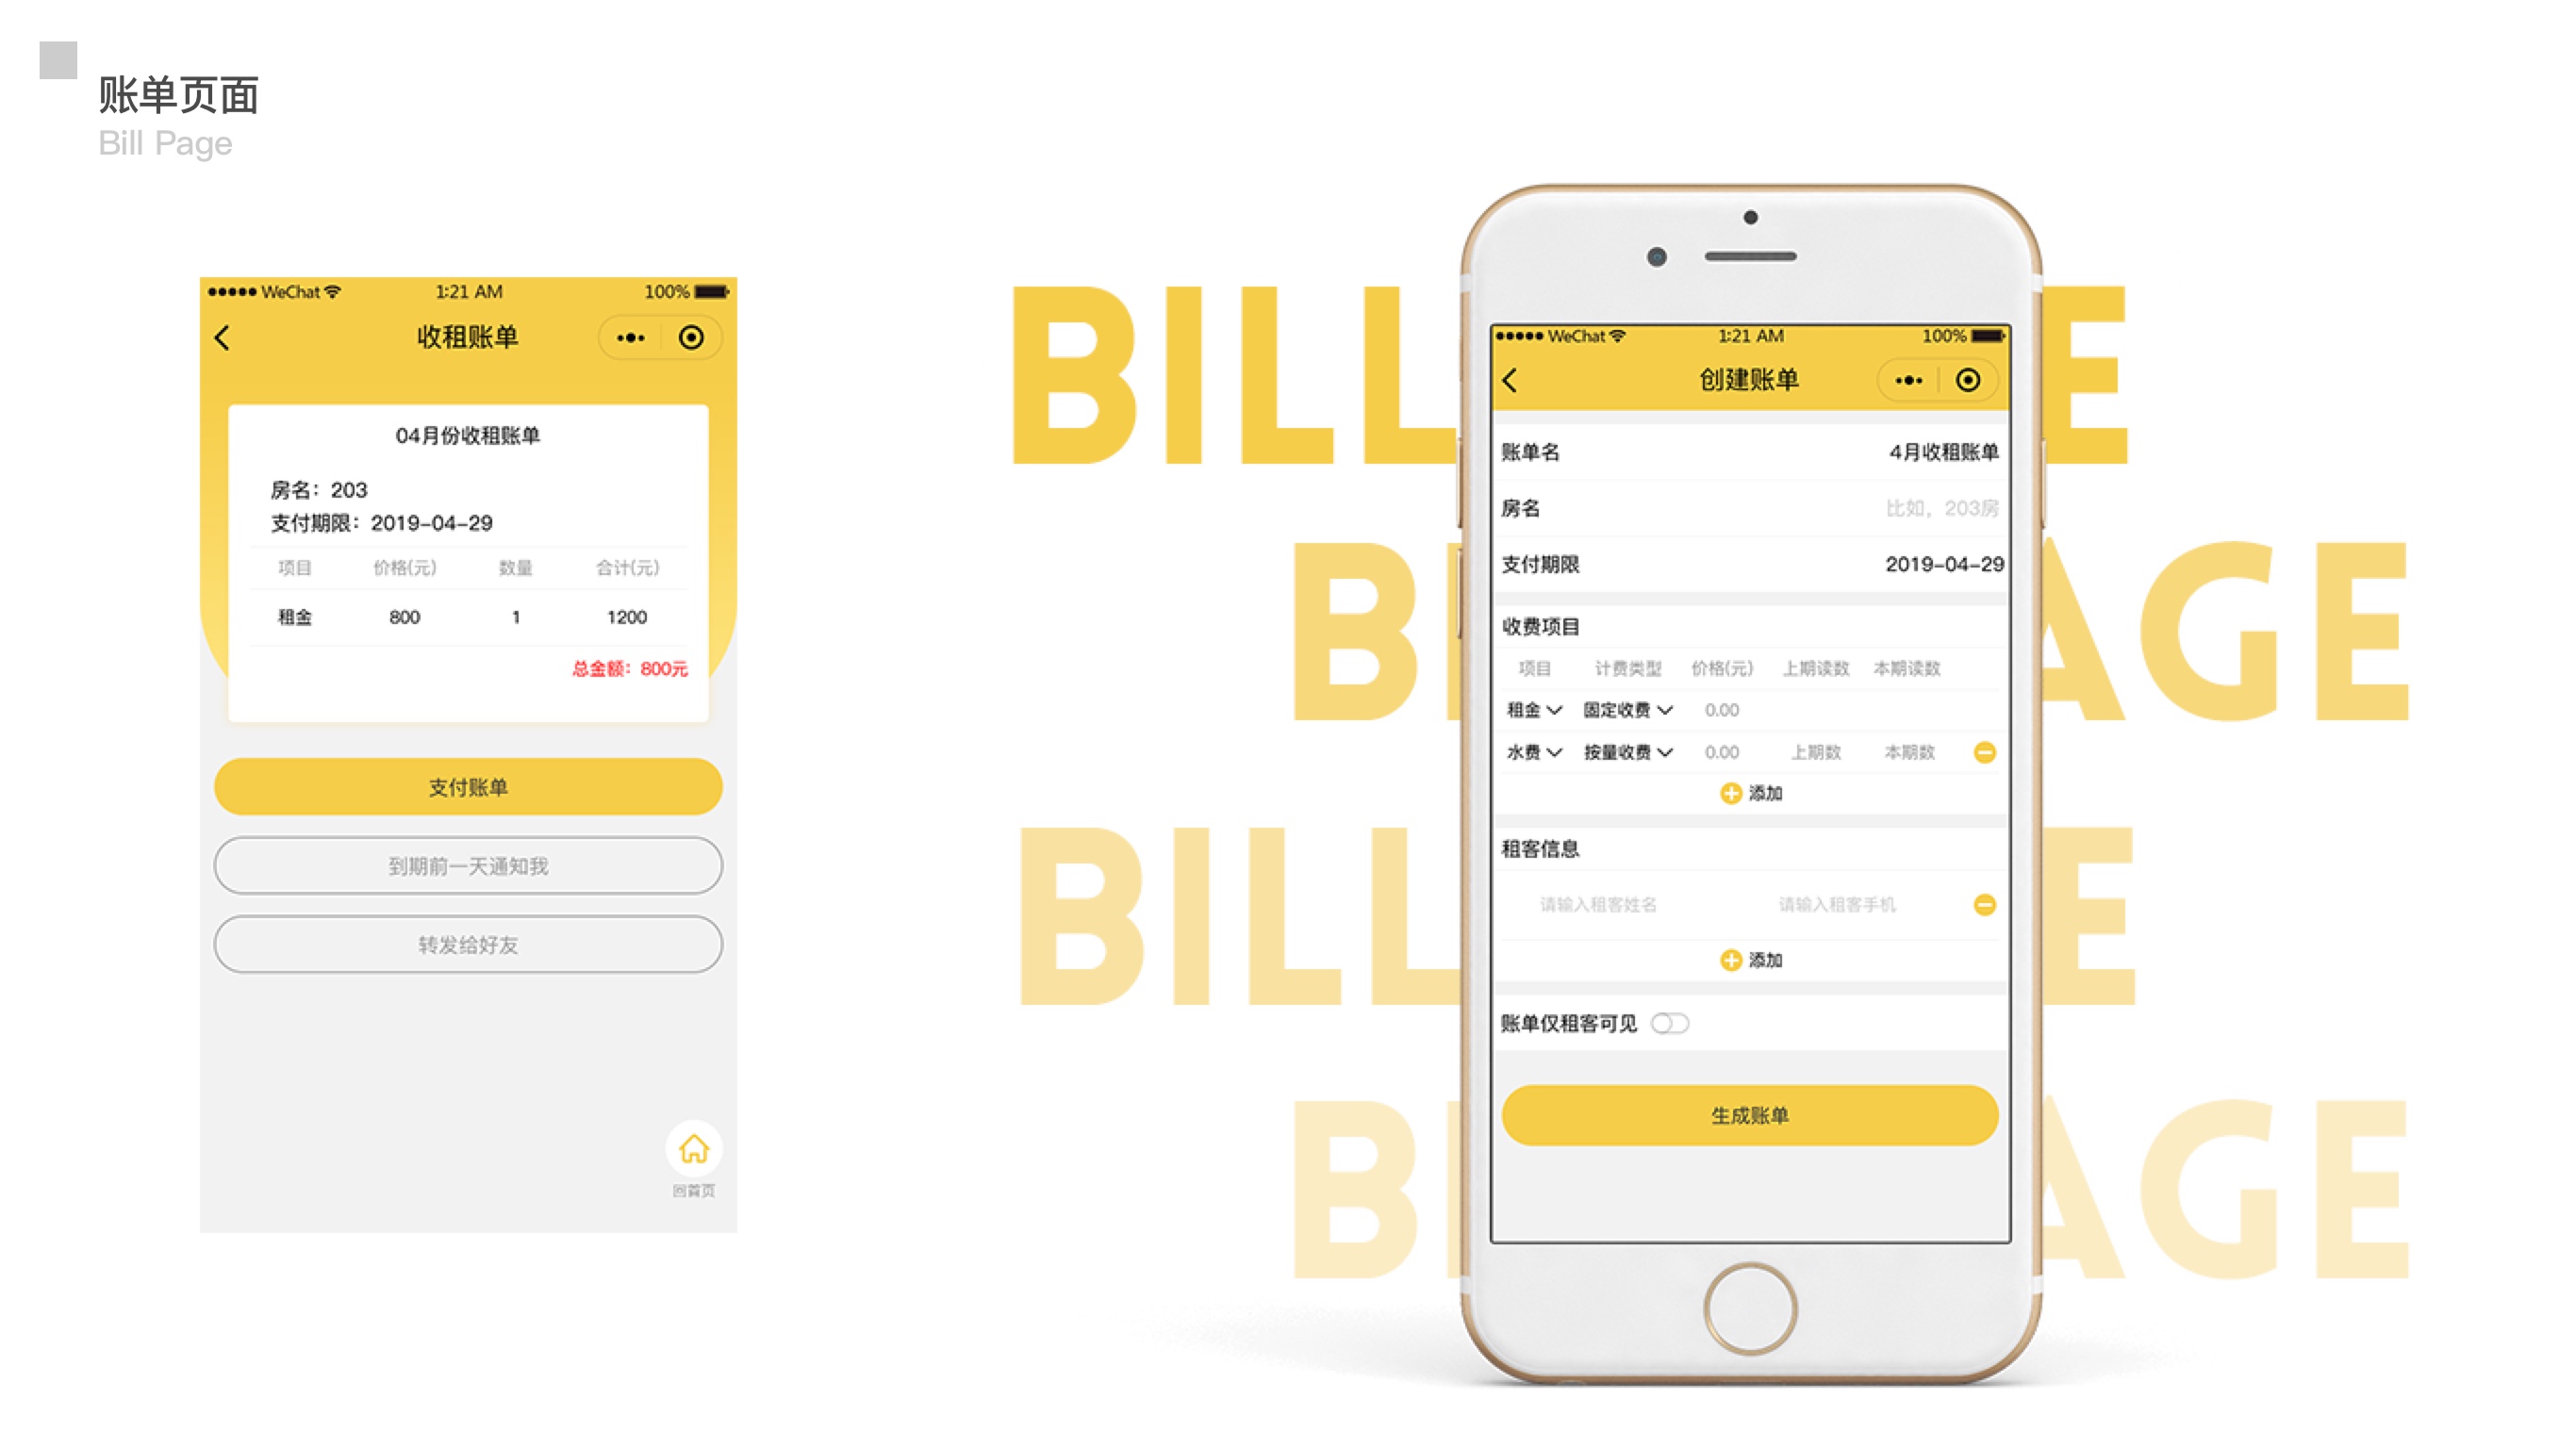 账单页面
Bill Page
WeChat 1:21 AM 100%
收租账单
04月份收租账单
房名：203
支付期限：2019-04-29
项目 价格(元) 数量 合计(元)
租金 800 1 1200
总金额：800元
支付账单
到期前一天通知我
转发给好友
回首页
BILL E
B AGE
BILL E
B AGE
WeChat 1:21 AM 100%
创建账单
账单名 4月收租账单
房名 比如，203房
支付期限 2019-04-29
收费项目
项目 计费类型 价格(元) 上期读数 本期读数
租金 固定收费 0.00
水费 按量收费 0.00 上期数 本期数
添加
租客信息
请输入租客姓名 请输入租客手机
添加
账单仅租客可见
生成账单